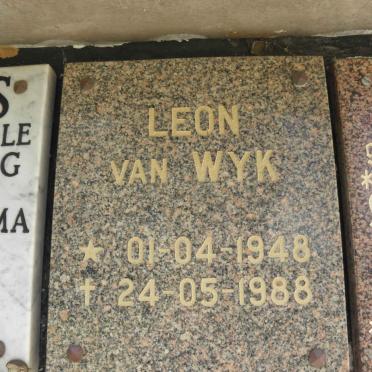 S
LE
G
MA
LEON
VAN WYK
★ 01-04-1948
† 24-05-1988